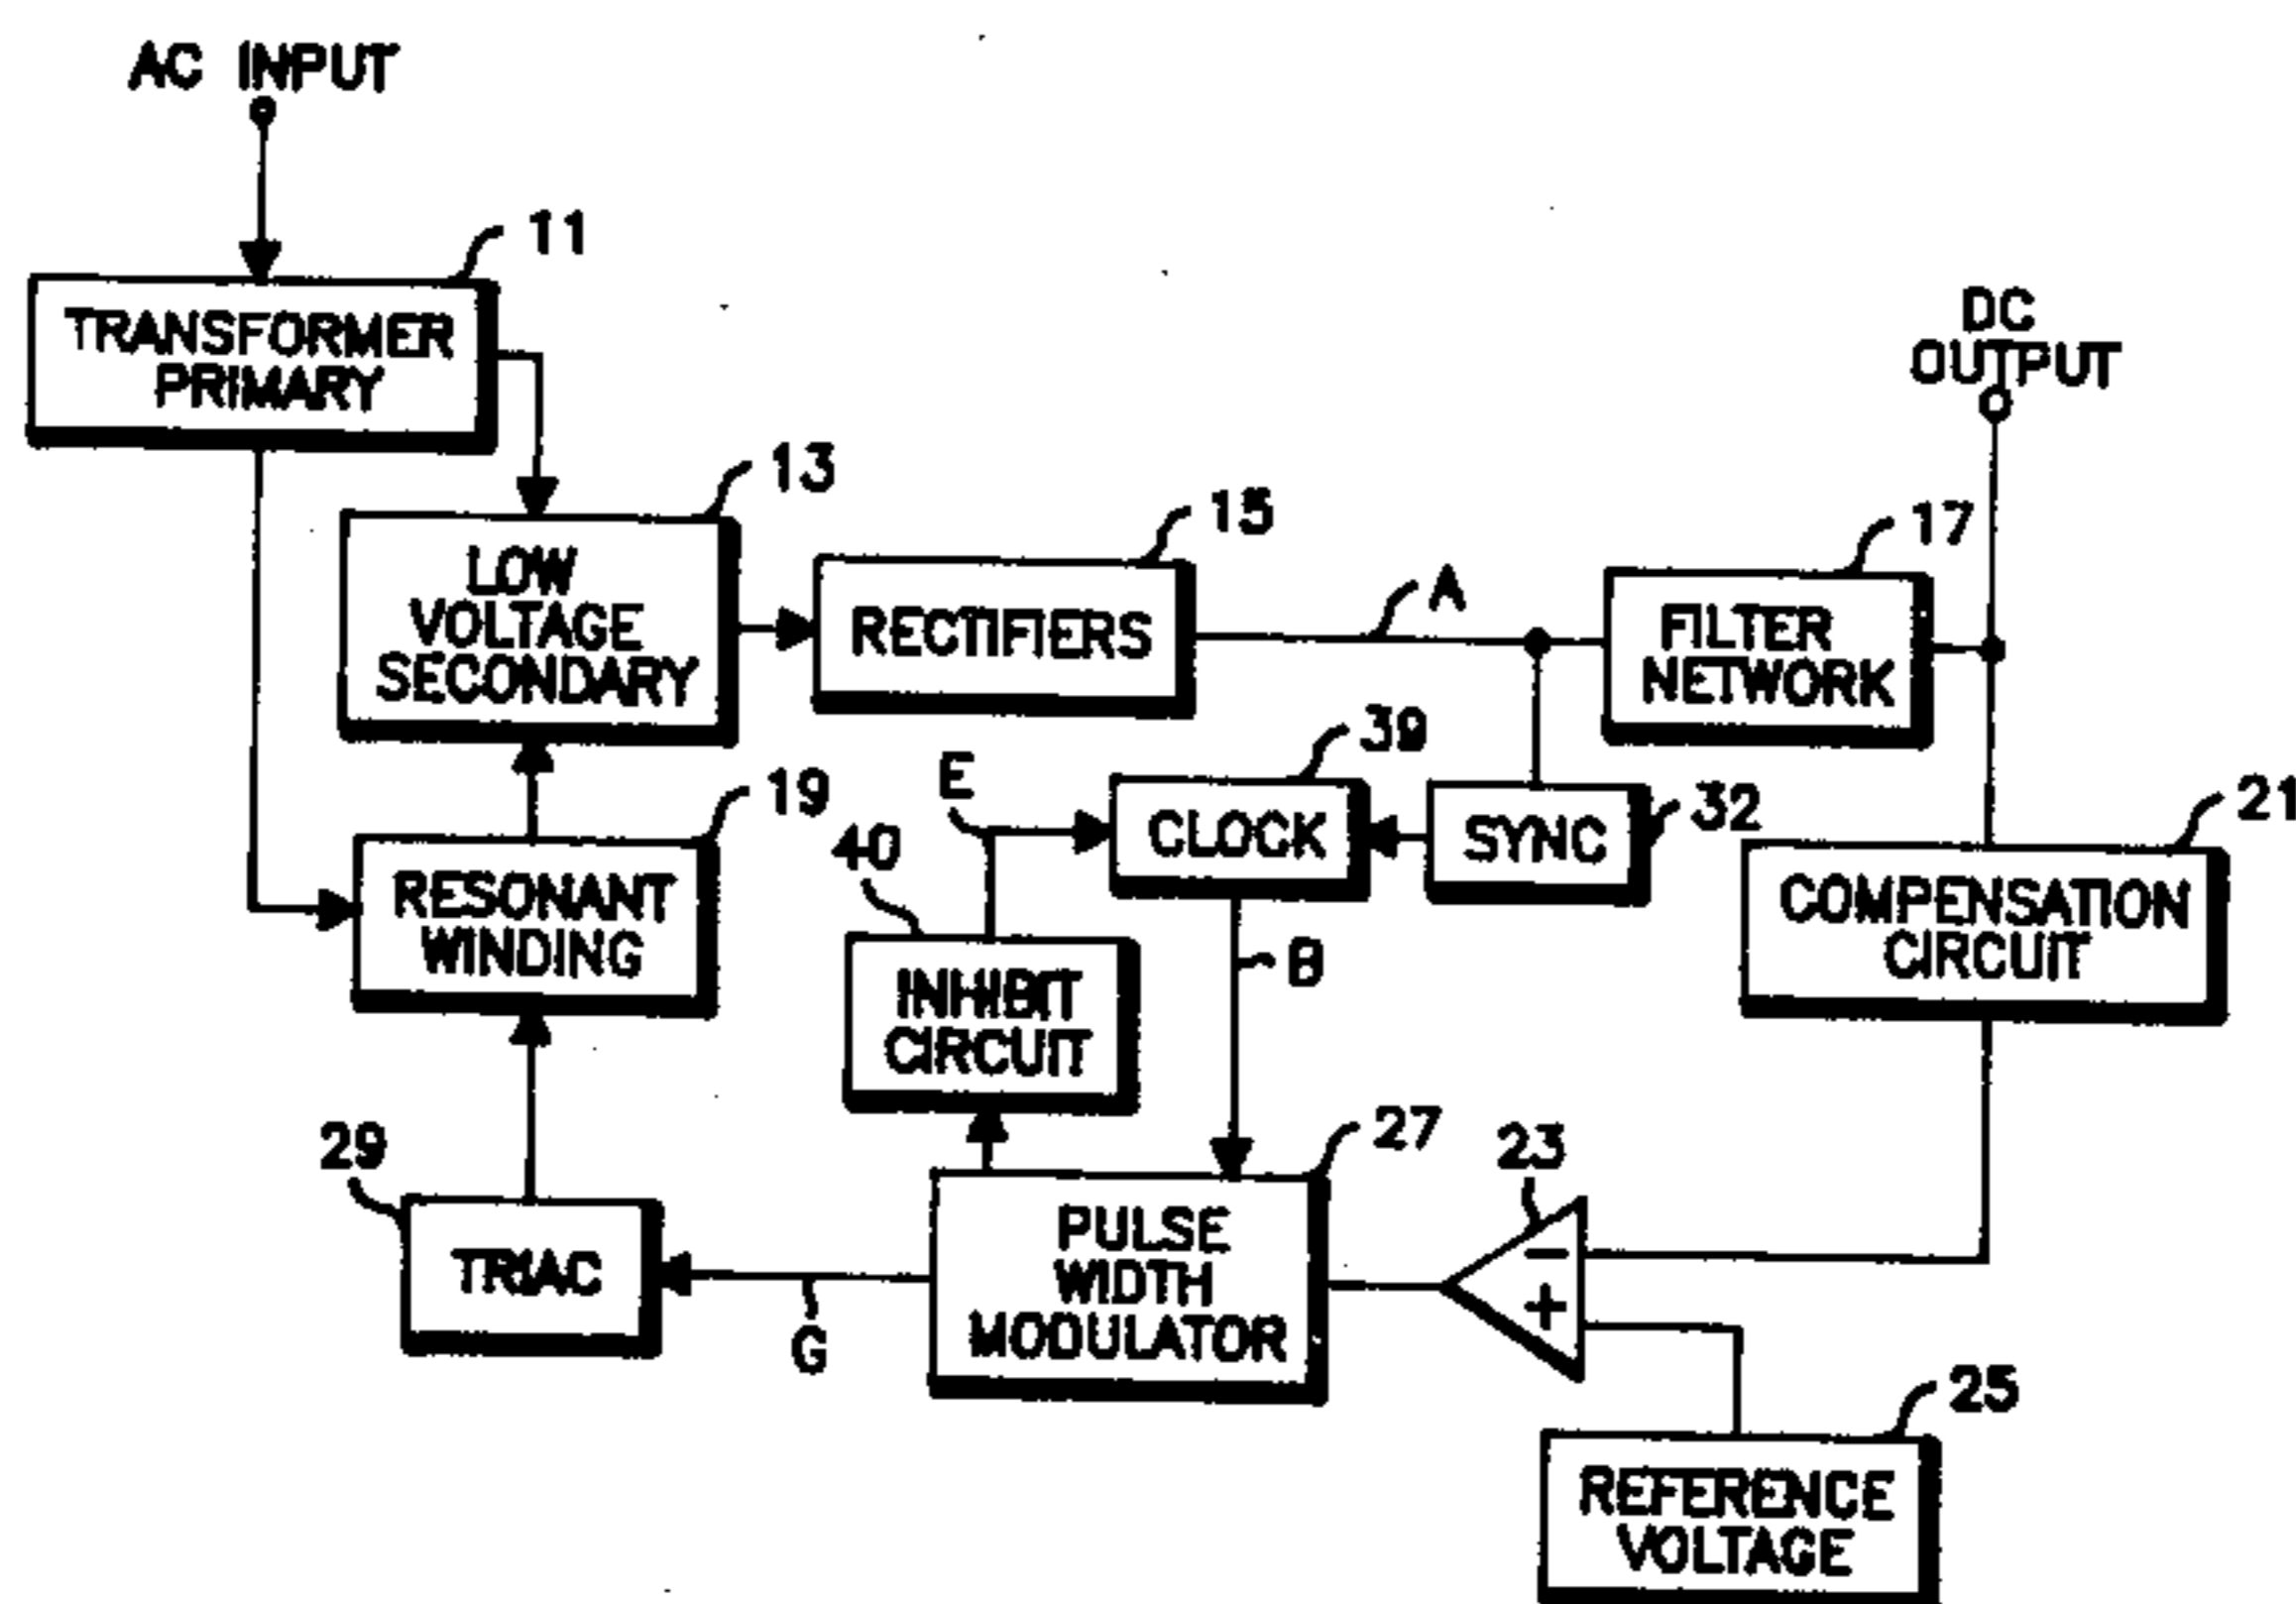 AC INPUT
11
TRANSFORMER
PRIMARY
DC
OUTPUT
13
LOW
VOLTAGE
SECONDARY
15
RECTIFIERS
A
17
FILTER
NETWORK
19
RESONANT
WINDING
E
40
39
CLOCK
32
SYNC
21
COMPENSATION
CIRCUIT
INHIBIT
CIRCUIT
B
29
TRIAC
G
27
PULSE
WIDTH
MODULATOR
23
−
+
25
REFERENCE
VOLTAGE